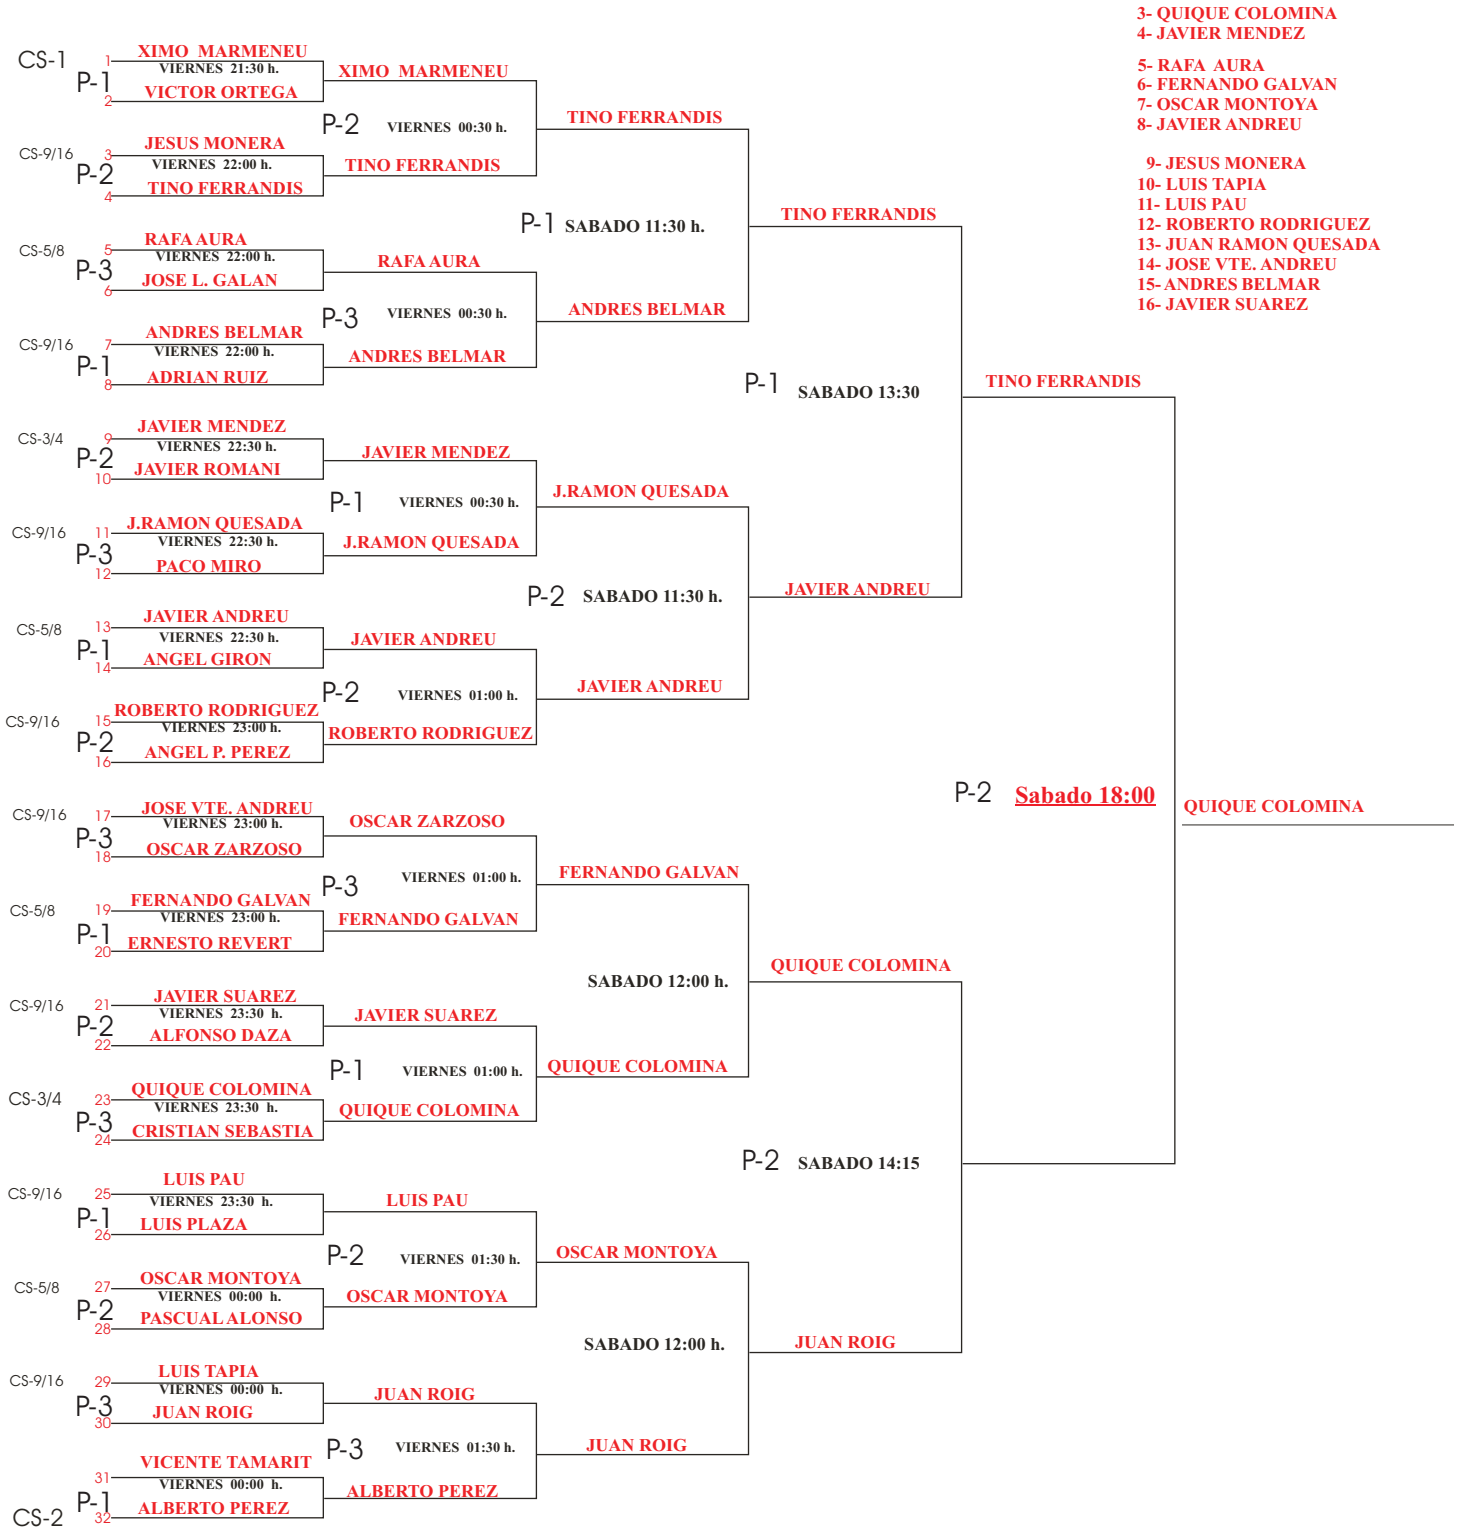 3- QUIQUE COLOMINA
4- JAVIER MENDEZ
5- RAFA AURA
6- FERNANDO GALVAN
7- OSCAR MONTOYA
8- JAVIER ANDREU
9- JESUS MONERA
10- LUIS TAPIA
11- LUIS PAU
12- ROBERTO RODRIGUEZ
13- JUAN RAMON QUESADA
14- JOSE VTE. ANDREU
15- ANDRES BELMAR
16- JAVIER SUAREZ
CS-1
P-1
1 XIMO MARMENEU
VIERNES 21:30 h.
2 VICTOR ORTEGA
CS-9/16
P-2
3 JESUS MONERA
VIERNES 22:00 h.
4 TINO FERRANDIS
CS-5/8
P-3
5 RAFA AURA
VIERNES 22:00 h.
6 JOSE L. GALAN
CS-9/16
P-1
7 ANDRES BELMAR
VIERNES 22:00 h.
8 ADRIAN RUIZ
CS-3/4
P-2
9 JAVIER MENDEZ
VIERNES 22:30 h.
10 JAVIER ROMANI
CS-9/16
P-3
11 J.RAMON QUESADA
VIERNES 22:30 h.
12 PACO MIRO
CS-5/8
P-1
13 JAVIER ANDREU
VIERNES 22:30 h.
14 ANGEL GIRON
CS-9/16
P-2
15 ROBERTO RODRIGUEZ
VIERNES 23:00 h.
16 ANGEL P. PEREZ
CS-9/16
P-3
17 JOSE VTE. ANDREU
VIERNES 23:00 h.
18 OSCAR ZARZOSO
CS-5/8
P-1
19 FERNANDO GALVAN
VIERNES 23:00 h.
20 ERNESTO REVERT
CS-9/16
P-2
21 JAVIER SUAREZ
VIERNES 23:30 h.
22 ALFONSO DAZA
CS-3/4
P-3
23 QUIQUE COLOMINA
VIERNES 23:30 h.
24 CRISTIAN SEBASTIA
CS-9/16
P-1
25 LUIS PAU
VIERNES 23:30 h.
26 LUIS PLAZA
CS-5/8
P-2
27 OSCAR MONTOYA
VIERNES 00:00 h.
28 PASCUAL ALONSO
CS-9/16
P-3
29 LUIS TAPIA
VIERNES 00:00 h.
30 JUAN ROIG
CS-2
P-1
31 VICENTE TAMARIT
VIERNES 00:00 h.
32 ALBERTO PEREZ
XIMO MARMENEU
P-2 VIERNES 00:30 h.
TINO FERRANDIS
RAFA AURA
P-3 VIERNES 00:30 h.
ANDRES BELMAR
JAVIER MENDEZ
P-1 VIERNES 00:30 h.
J.RAMON QUESADA
JAVIER ANDREU
P-2 VIERNES 01:00 h.
ROBERTO RODRIGUEZ
OSCAR ZARZOSO
P-3 VIERNES 01:00 h.
FERNANDO GALVAN
JAVIER SUAREZ
P-1 VIERNES 01:00 h.
QUIQUE COLOMINA
LUIS PAU
P-2 VIERNES 01:30 h.
OSCAR MONTOYA
JUAN ROIG
P-3 VIERNES 01:30 h.
ALBERTO PEREZ
TINO FERRANDIS
P-1 SABADO 11:30 h.
ANDRES BELMAR
J.RAMON QUESADA
P-2 SABADO 11:30 h.
JAVIER ANDREU
FERNANDO GALVAN
SABADO 12:00 h.
QUIQUE COLOMINA
OSCAR MONTOYA
SABADO 12:00 h.
JUAN ROIG
TINO FERRANDIS
P-1 SABADO 13:30
JAVIER ANDREU
QUIQUE COLOMINA
P-2 SABADO 14:15
JUAN ROIG
TINO FERRANDIS
P-2 Sabado 18:00
QUIQUE COLOMINA